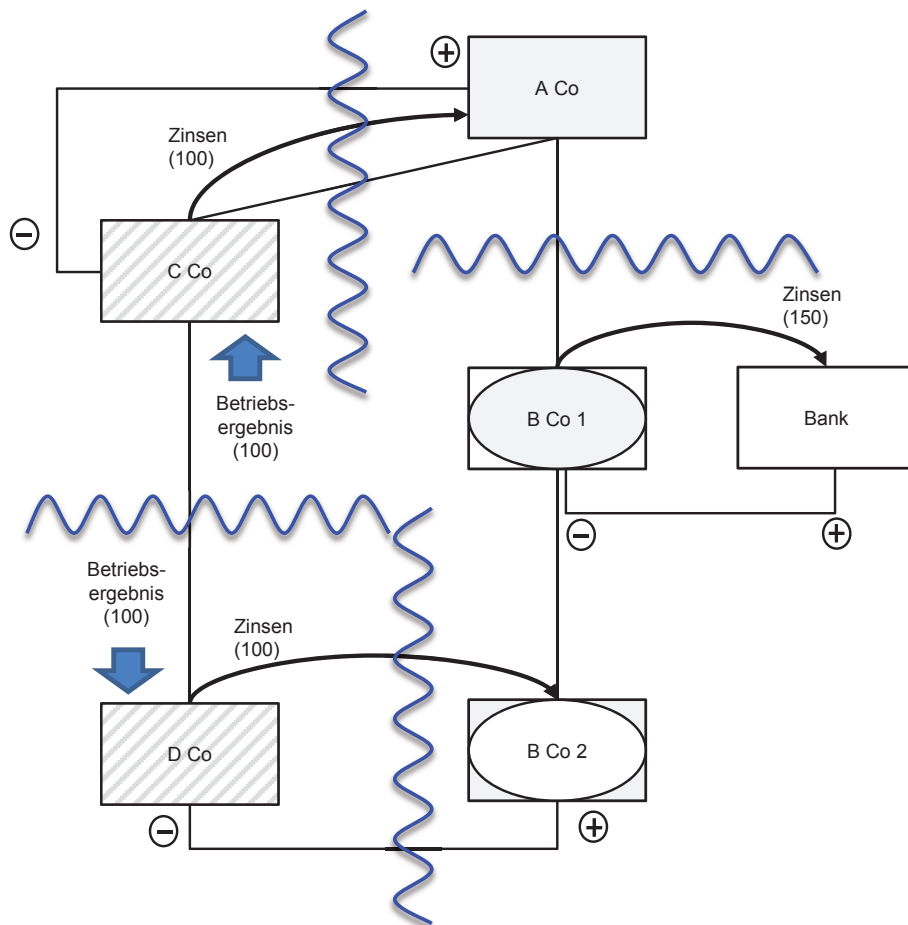 +
A Co
Zinsen
(100)
−
C Co
Zinsen
(150)
Betriebs-
ergebnis
(100)
B Co 1
Bank
−
+
Betriebs-
ergebnis
(100)
Zinsen
(100)
D Co
B Co 2
−
+